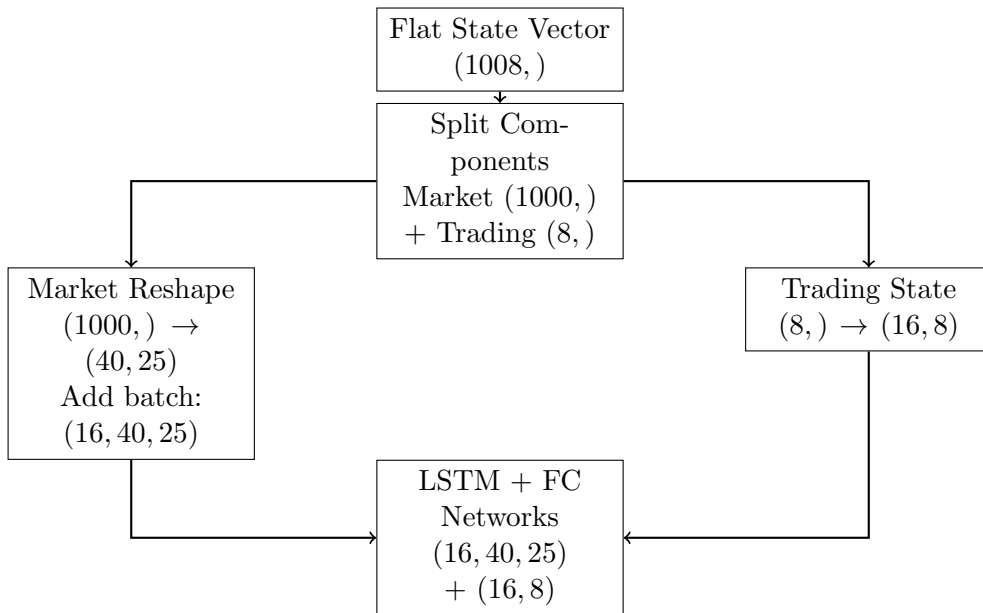 Flat State Vector
(1008, )
Split Com-
ponents
Market (1000, )
+ Trading (8, )
Market Reshape
(1000, ) →
(40, 25)
Add batch:
(16, 40, 25)
Trading State
(8, ) → (16, 8)
LSTM + FC
Networks
(16, 40, 25)
+ (16, 8)